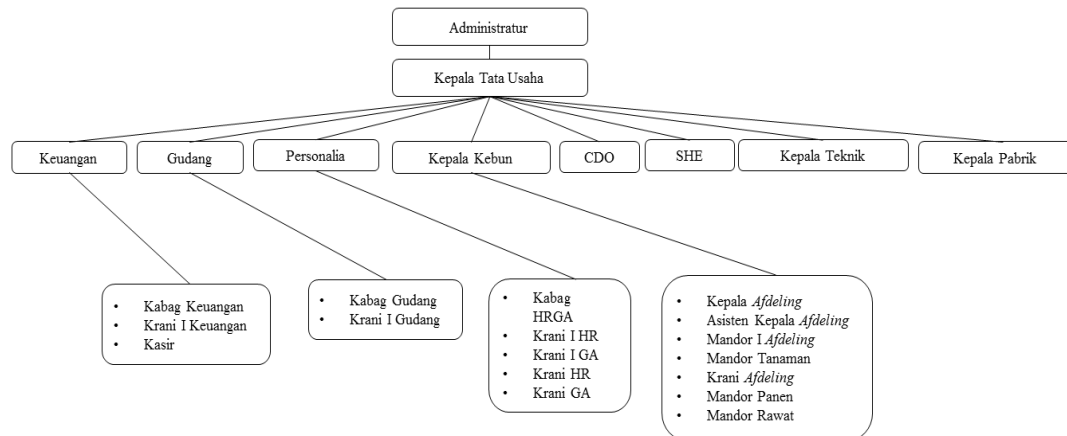 Administratur
Kepala Tata Usaha
Keuangan
Gudang
Personalia
Kepala Kebun
CDO
SHE
Kepala Teknik
Kepala Pabrik
• Kabag Keuangan
• Krani I Keuangan
• Kasir
• Kabag Gudang
• Krani I Gudang
• Kabag
HRGA
• Krani I HR
• Krani I GA
• Krani HR
• Krani GA
• Kepala Afdeling
• Asisten Kepala Afdeling
• Mandor I Afdeling
• Mandor Tanaman
• Krani Afdeling
• Mandor Panen
• Mandor Rawat